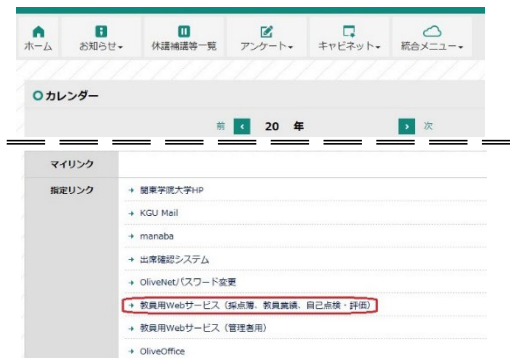 ホーム お知らせ 休講補講等一覧 アンケート キャビネット 統合メニュー
カレンダー
前 20 年 次
マイリンク
指定リンク
関東学院大学HP
KGU Mail
manaba
出席確認システム
OliveNetパスワード変更
教員用Webサービス（採点簿、教員業績、自己点検・評価）
教員用Webサービス（管理者用）
OliveOffice